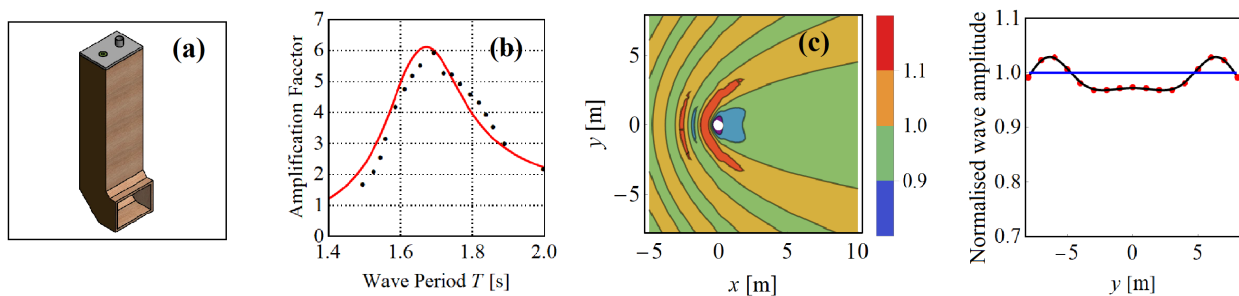 (a)
(b)
Amplification Facctor
7
6
5
4
3
2
1
0
1.4 1.6 1.8 2.0
Wave Period T [s]
(c)
y [m]
5
0
−5
−5 0 5 10
x [m]
1.1
1.0
0.9
Normalised wave amplitude
1.1
1.0
0.9
0.8
0.7
−5 0 5
y [m]